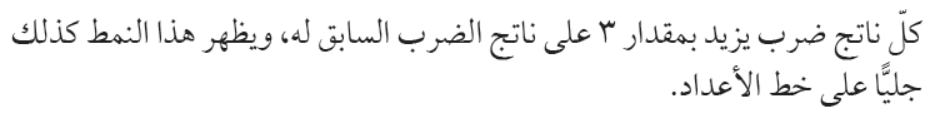 كلّ ناتج ضرب يزيد بمقدار ٣ على ناتج الضرب السابق له، ويظهر هذا النمط كذلك
جليًّا على خط الأعداد.